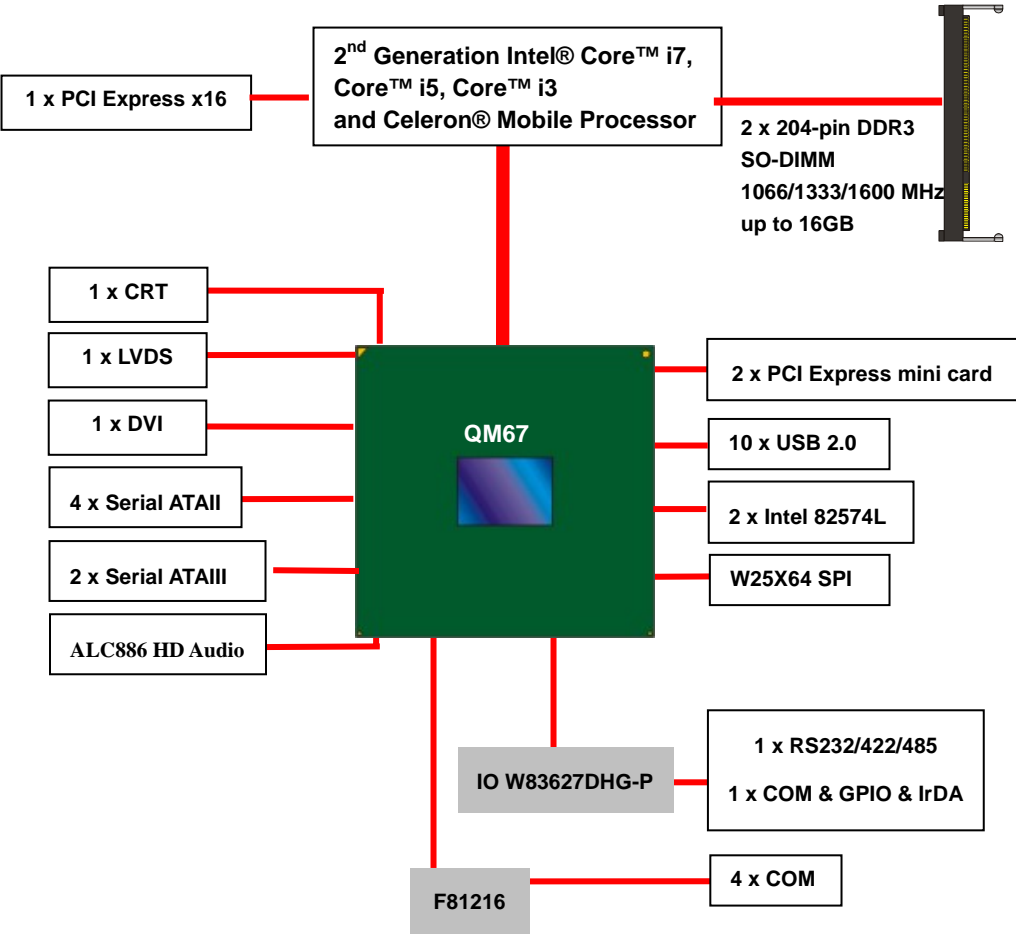 2nd Generation Intel® Core™ i7,
Core™ i5, Core™ i3
and Celeron® Mobile Processor
1 x PCI Express x16
2 x 204-pin DDR3
SO-DIMM
1066/1333/1600 MHz
up to 16GB
1 x CRT
1 x LVDS
1 x DVI
4 x Serial ATAII
2 x Serial ATAIII
ALC886 HD Audio
QM67
2 x PCI Express mini card
10 x USB 2.0
2 x Intel 82574L
W25X64 SPI
IO W83627DHG-P
1 x RS232/422/485
1 x COM & GPIO & IrDA
F81216
4 x COM